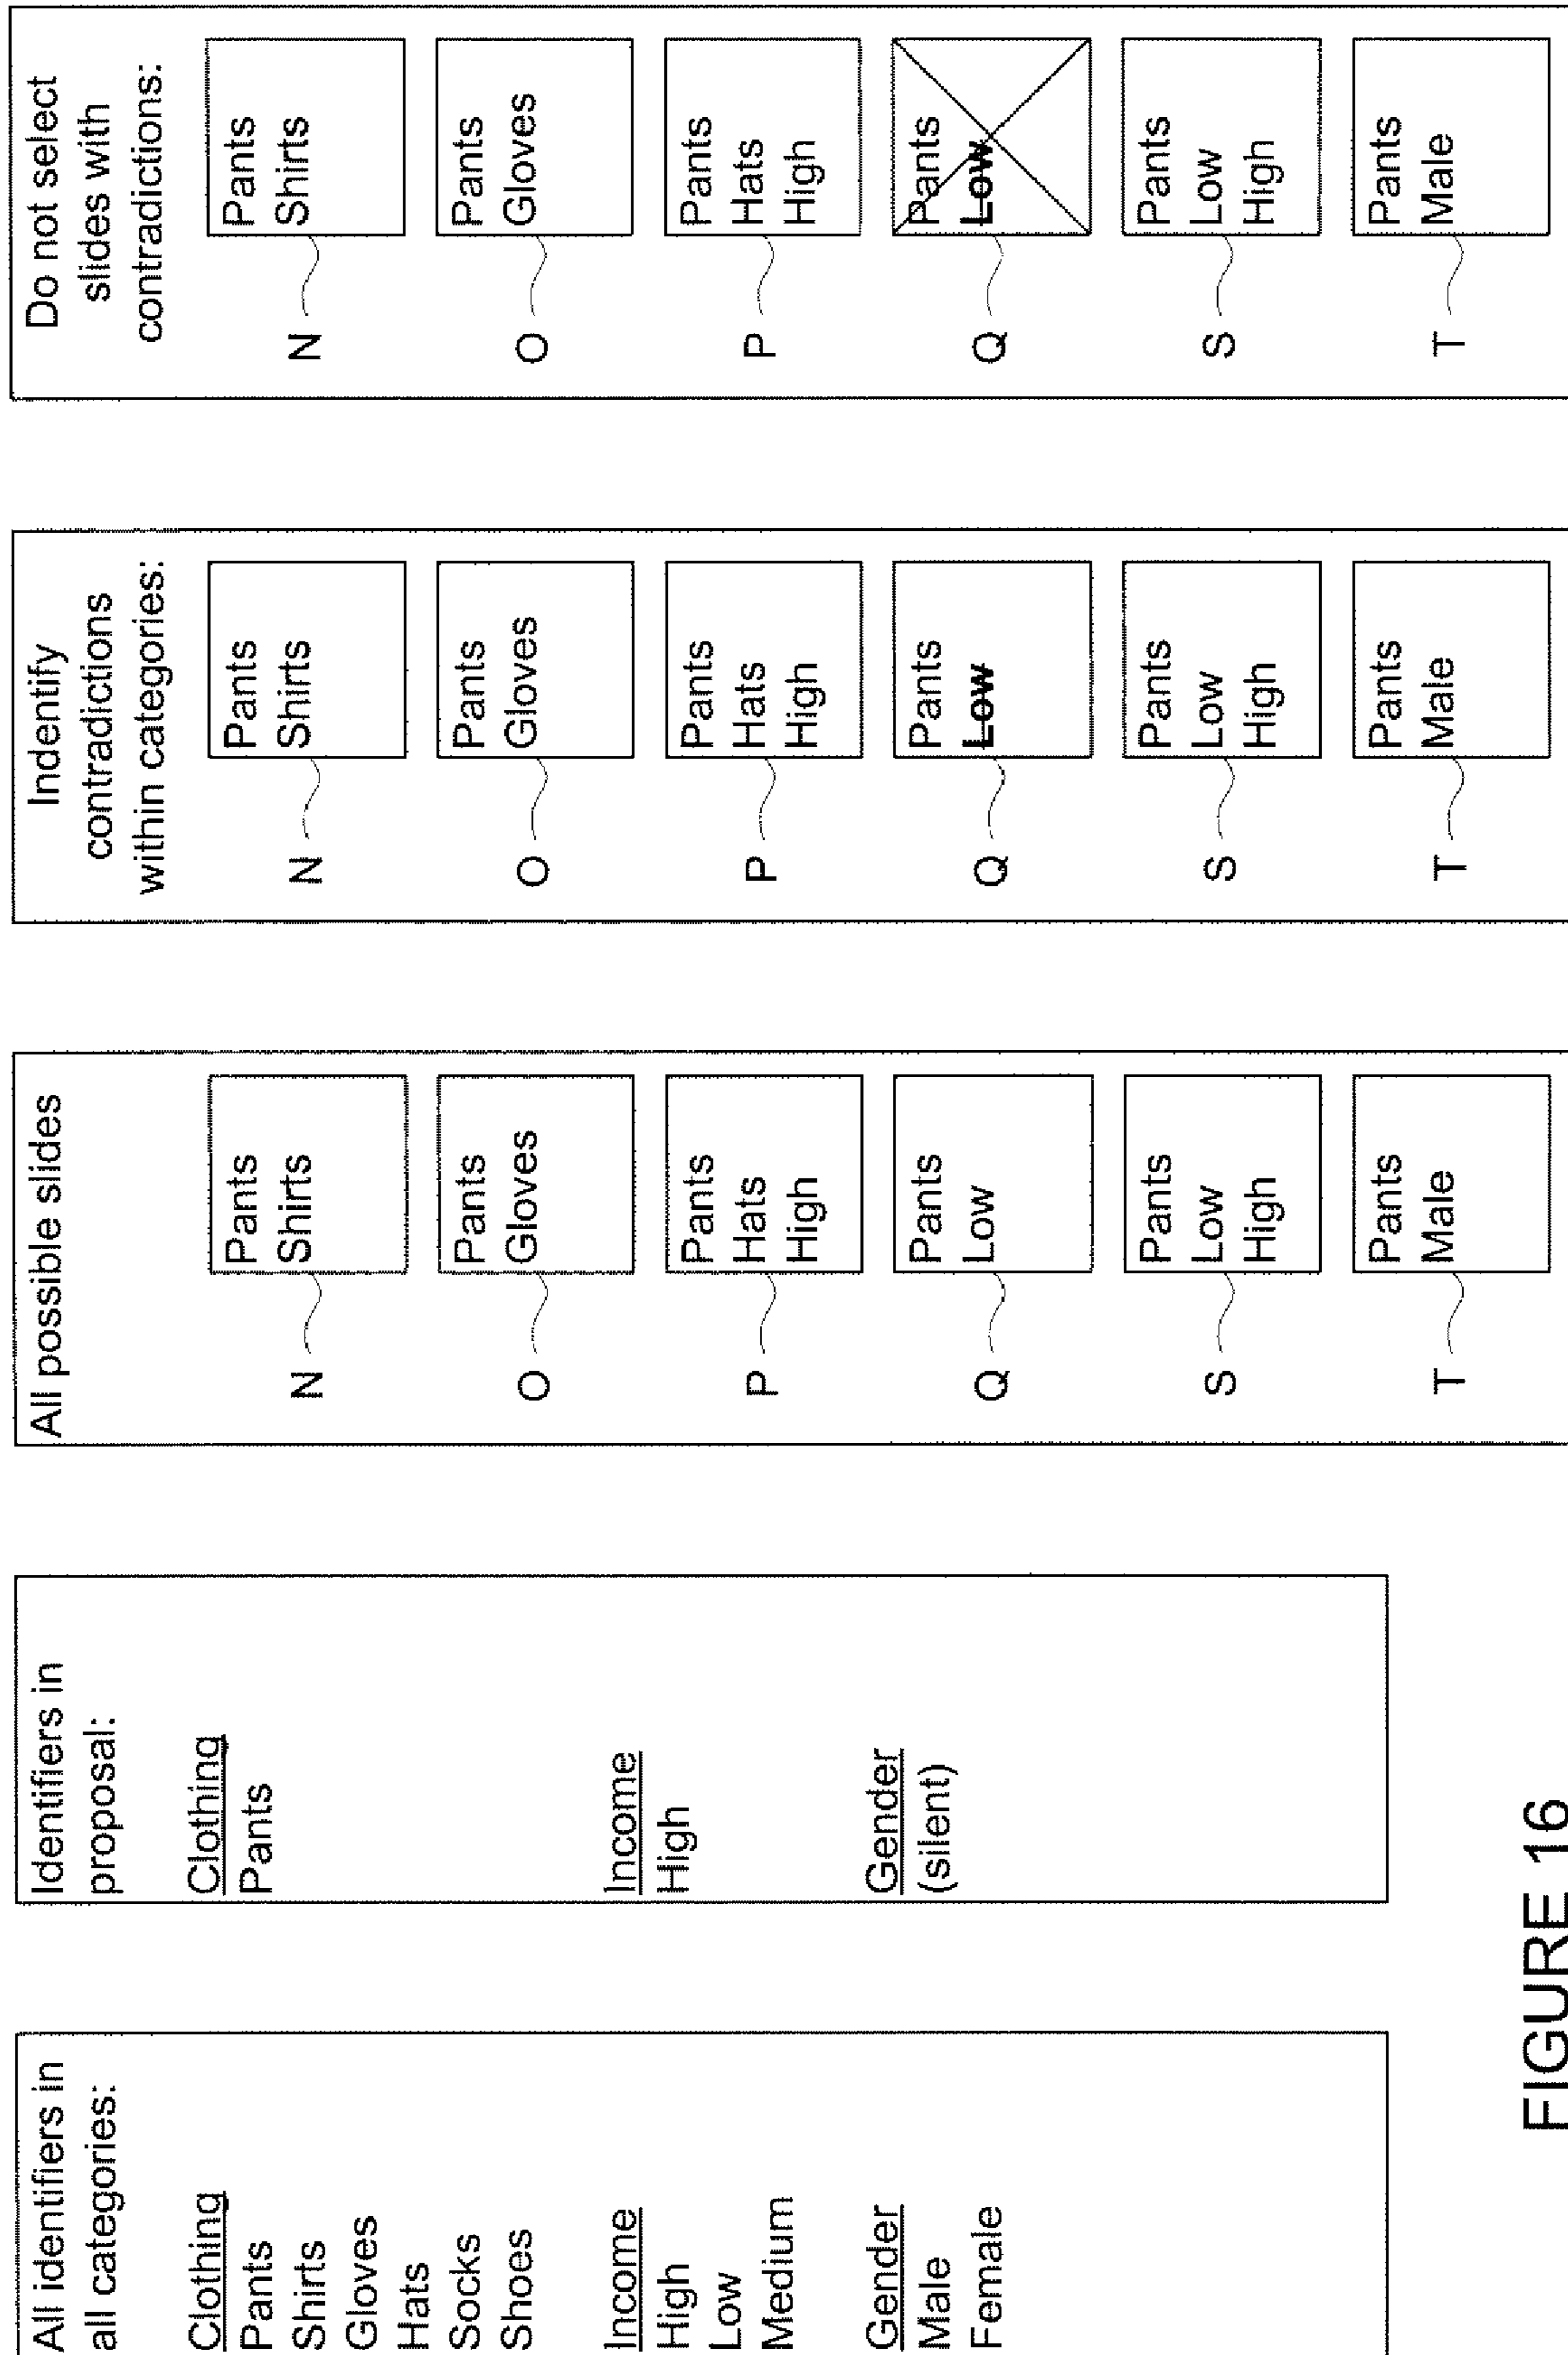 All identifiers in
all categories:
Clothing
Pants
Shirts
Gloves
Hats
Socks
Shoes
Income
High
Low
Medium
Gender
Male
Female
Identifiers in
proposal:
Clothing
Pants
Income
High
Gender
(silent)
All possible slides
N
Pants
Shirts
O
Pants
Gloves
P
Pants
Hats
High
Q
Pants
Low
S
Pants
Low
High
T
Pants
Male
Indentify
contradictions
within categories:
N
Pants
Shirts
O
Pants
Gloves
P
Pants
Hats
High
Q
Pants
Low
S
Pants
Low
High
T
Pants
Male
Do not select
slides with
contradictions:
N
Pants
Shirts
O
Pants
Gloves
P
Pants
Hats
High
Q
Pants
Low
S
Pants
Low
High
T
Pants
Male
FIGURE 16